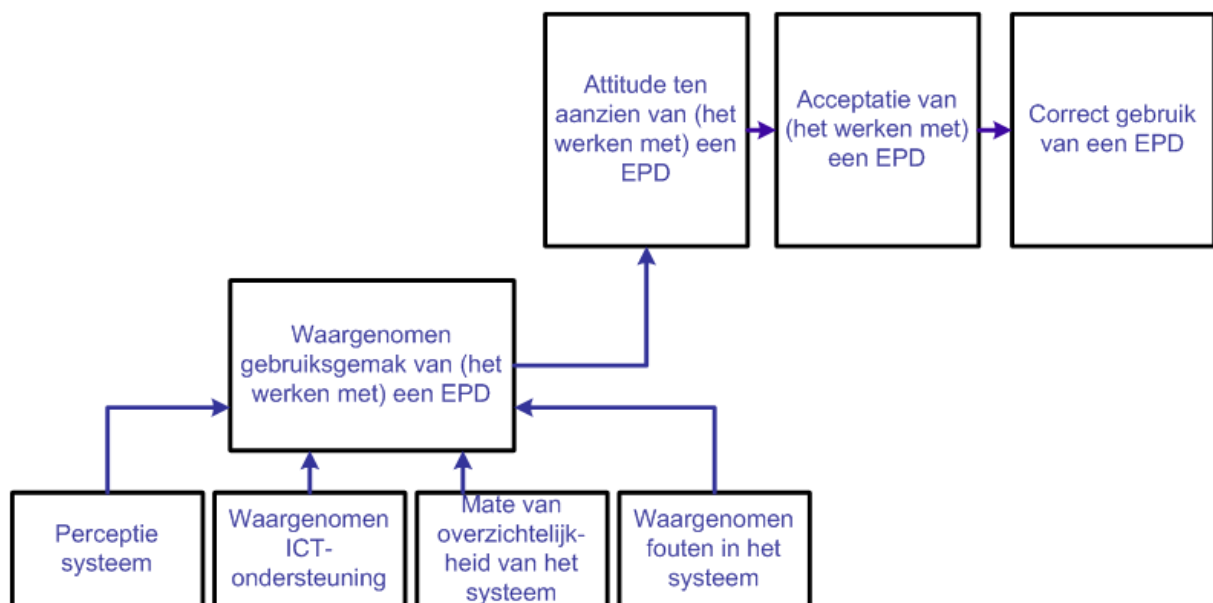 Attitude ten
aanzien van (het
werken met) een
EPD
Acceptatie van
(het werken met)
een EPD
Correct gebruik
van een EPD
Waargenomen
gebruiksgemak van (het
werken met) een EPD
Perceptie
systeem
Waargenomen
ICT-
ondersteuning
Mate van
overzichtelijk-
heid van het
systeem
Waargenomen
fouten in het
systeem